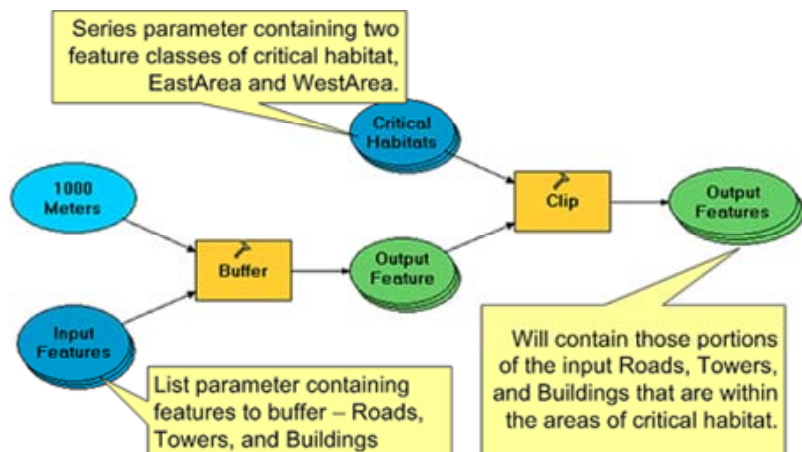 Series parameter containing two
feature classes of critical habitat,
EastArea and WestArea.
Critical
Habitats
1000
Meters
Clip
Output
Features
Buffer
Output
Feature
Input
Features
List parameter containing
features to buffer – Roads,
Towers, and Buildings
Will contain those portions
of the input Roads, Towers,
and Buildings that are within
the areas of critical habitat.